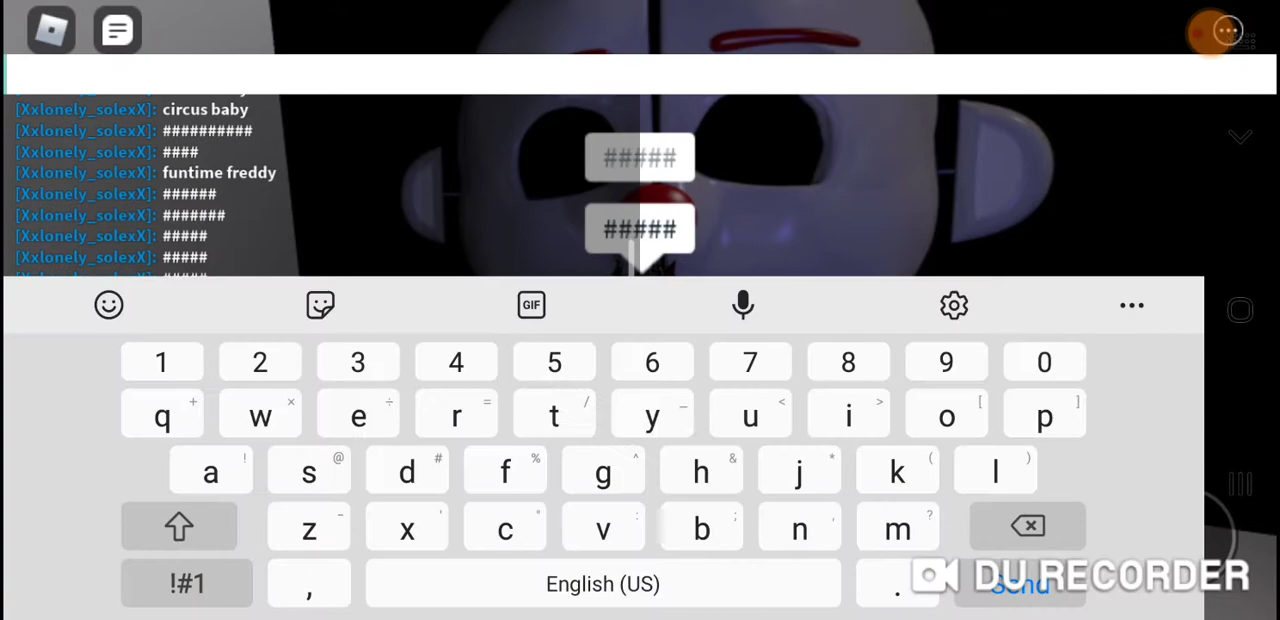 [Xxlonely_solexX]: circus baby
[Xxlonely_solexX]: ##########
[Xxlonely_solexX]: ####
[Xxlonely_solexX]: funtime freddy
[Xxlonely_solexX]: ######
[Xxlonely_solexX]: #######
[Xxlonely_solexX]: #####
[Xxlonely_solexX]: #####
#####
#####
GIF
1 2 3 4 5 6 7 8 9 0
q + w × e ÷ r = t / y _ u < i > o [ p ]
a ! s @ d # f % g ^ h & j * k ( l )
z - x ' c " v : b ; n , m ?
!#1 , English (US) . Send
DU RECORDER